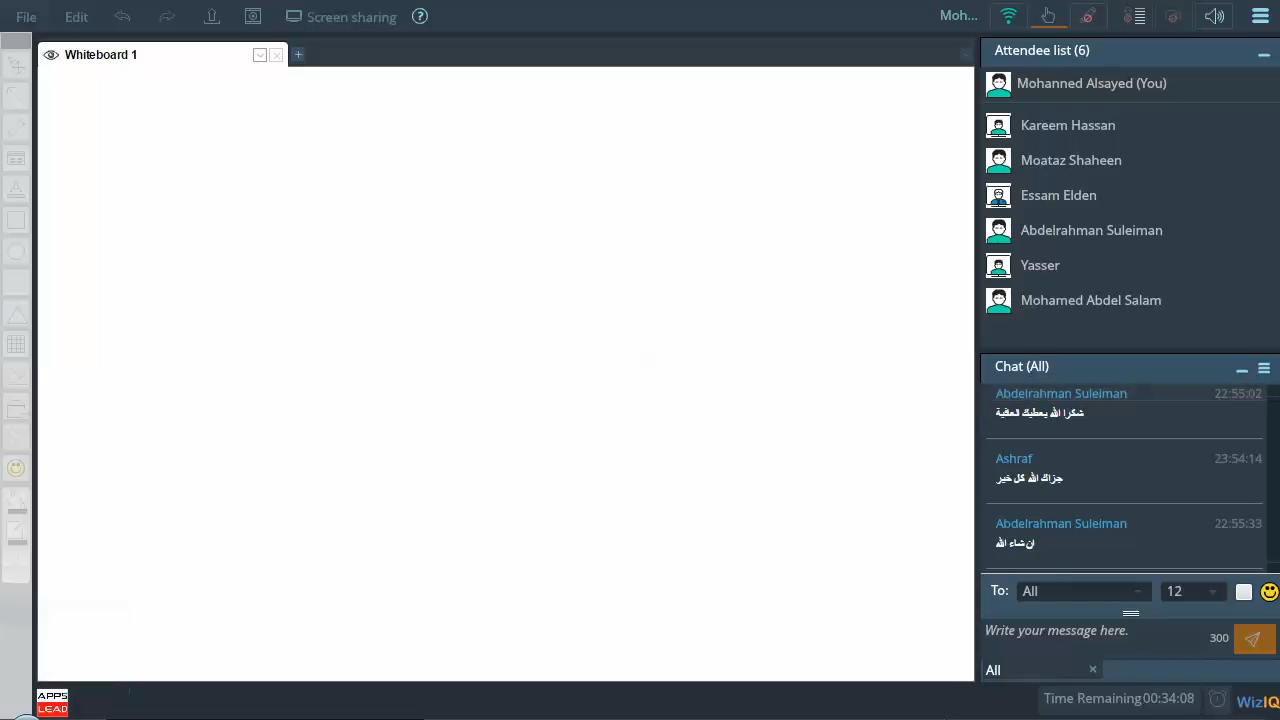 File Edit Screen sharing ? Moh...
Whiteboard 1
Attendee list (6)
Mohanned Alsayed (You)
Kareem Hassan
Moataz Shaheen
Essam Elden
Abdelrahman Suleiman
Yasser
Mohamed Abdel Salam
Chat (All)
Abdelrahman Suleiman 22:55:02
شكرا الله يعطيك العافية
Ashraf 23:54:14
جزاك الله كل خير
Abdelrahman Suleiman 22:55:33
ان شاء الله
To: All 12
Write your message here. 300
All
APPS
LEAD
Time Remaining 00:34:08
WizIQ